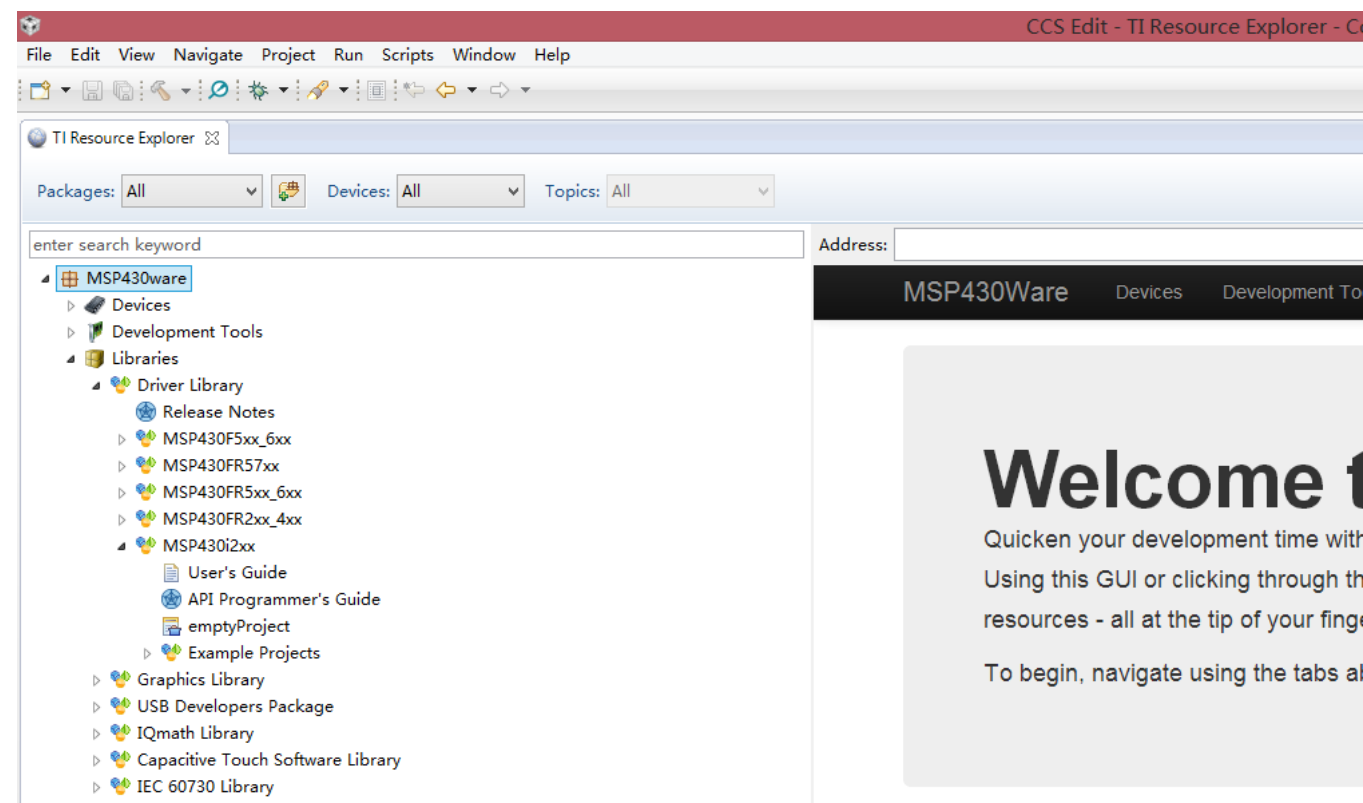 CCS Edit - TI Resource Explorer - C
File Edit View Navigate Project Run Scripts Window Help
TI Resource Explorer
Packages: All Devices: All Topics: All
enter search keyword
Address:
MSP430ware
Devices
Development Tools
Libraries
Driver Library
Release Notes
MSP430F5xx_6xx
MSP430FR57xx
MSP430FR5xx_6xx
MSP430FR2xx_4xx
MSP430i2xx
User's Guide
API Programmer's Guide
emptyProject
Example Projects
Graphics Library
USB Developers Package
IQmath Library
Capacitive Touch Software Library
IEC 60730 Library
MSP430Ware Devices Development To
Welcome t
Quicken your development time with
Using this GUI or clicking through th
resources - all at the tip of your finge
To begin, navigate using the tabs a